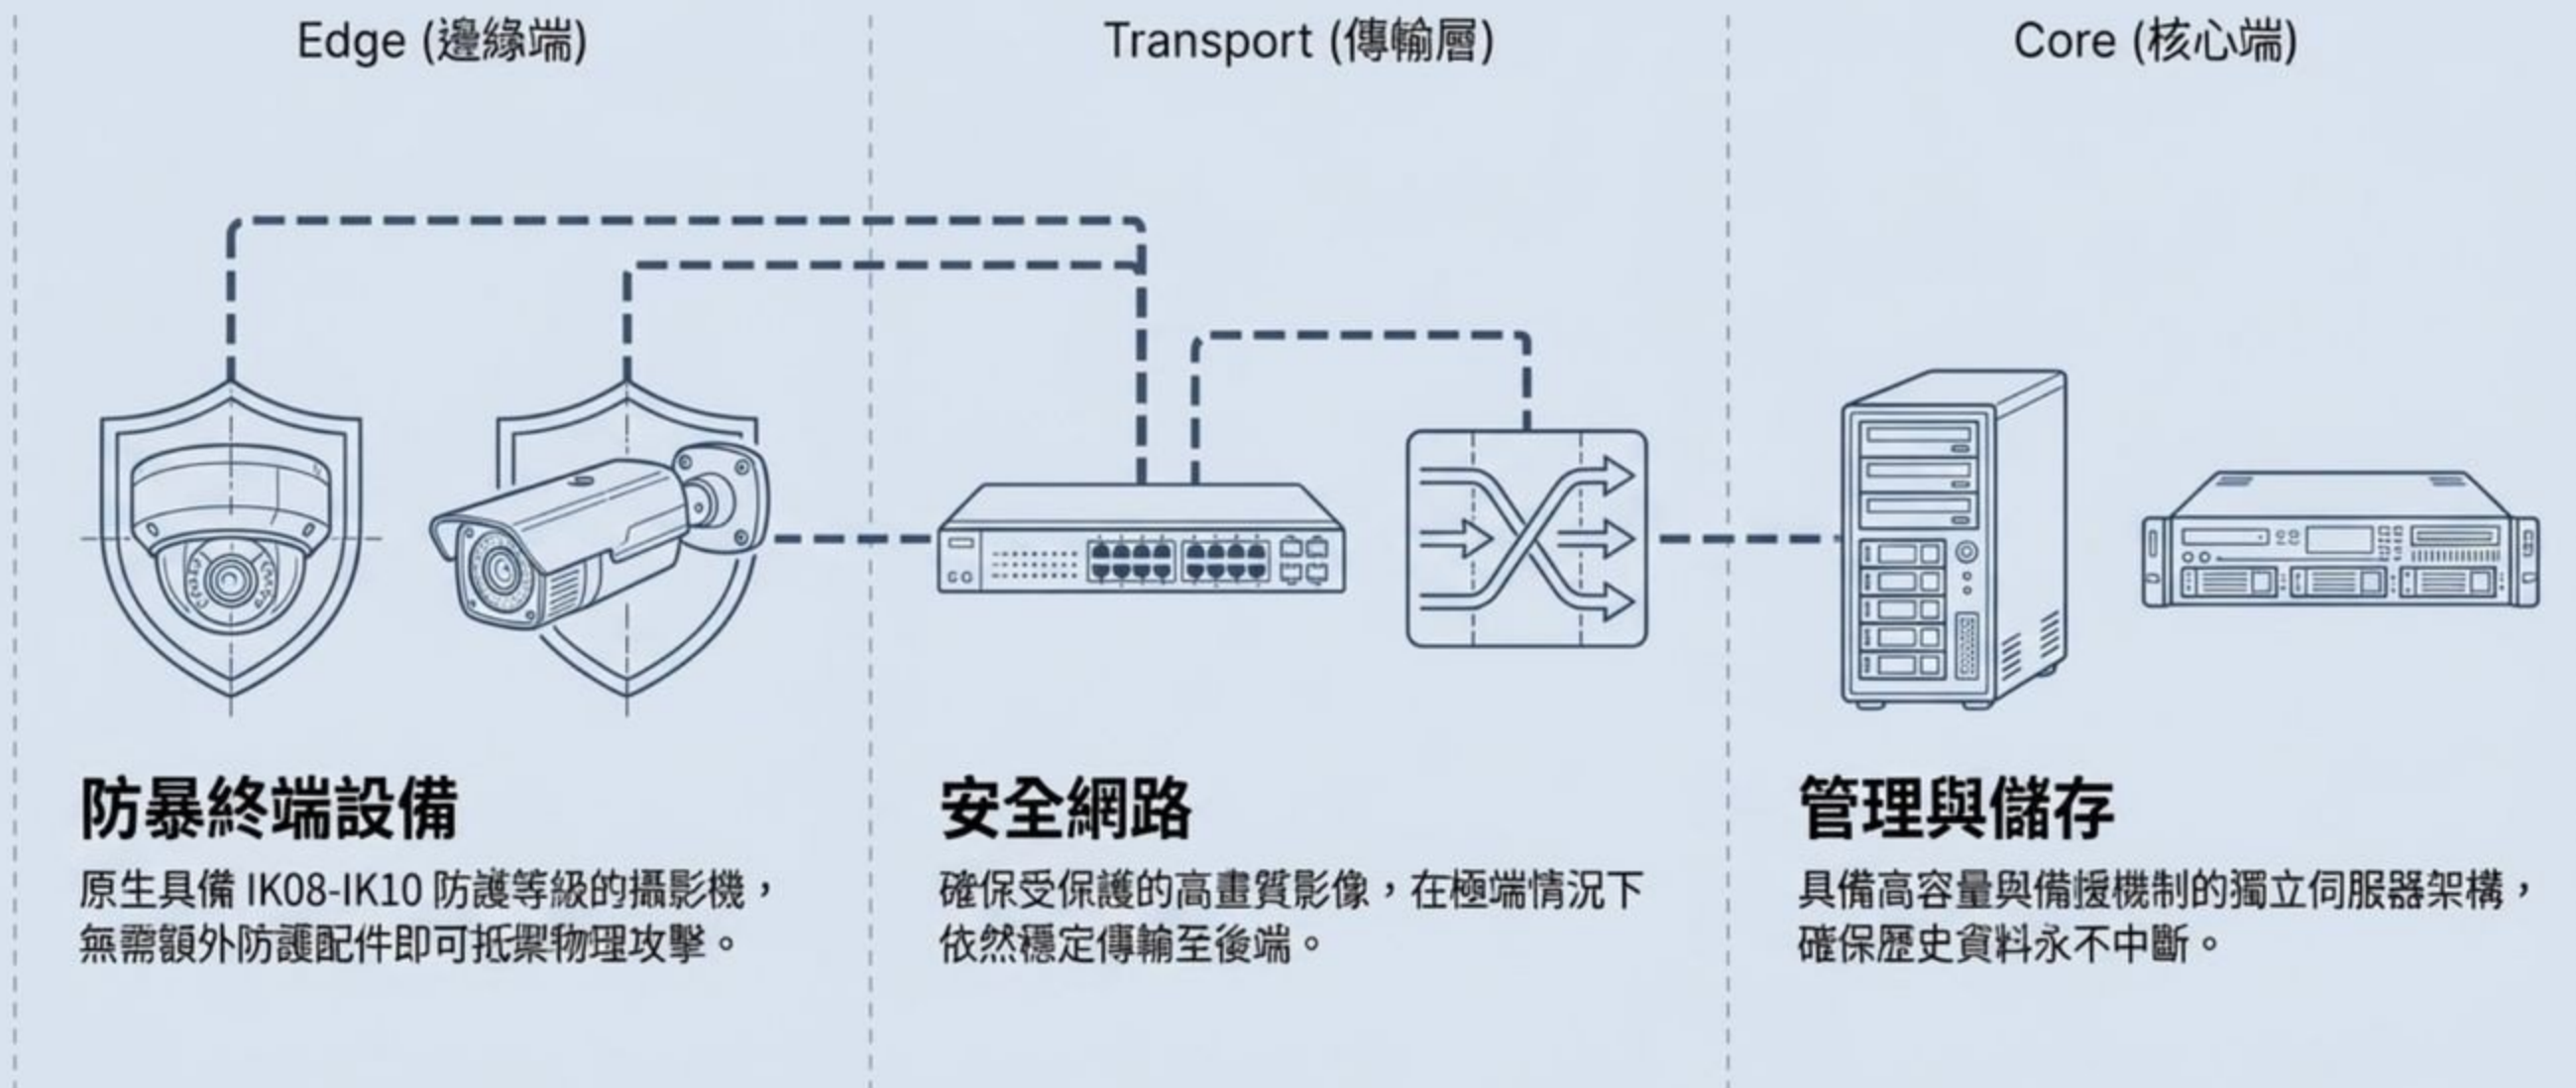 Edge (邊緣端)
Transport (傳輸層)
Core (核心端)
防暴終端設備
原生具備 IK08-IK10 防護等級的攝影機，
無需額外防護配件即可抵禦物理攻擊。
安全網路
確保受保護的高畫質影像，在極端情況下
依然穩定傳輸至後端。
管理與儲存
具備高容量與備援機制的獨立伺服器架構，
確保歷史資料永不中斷。